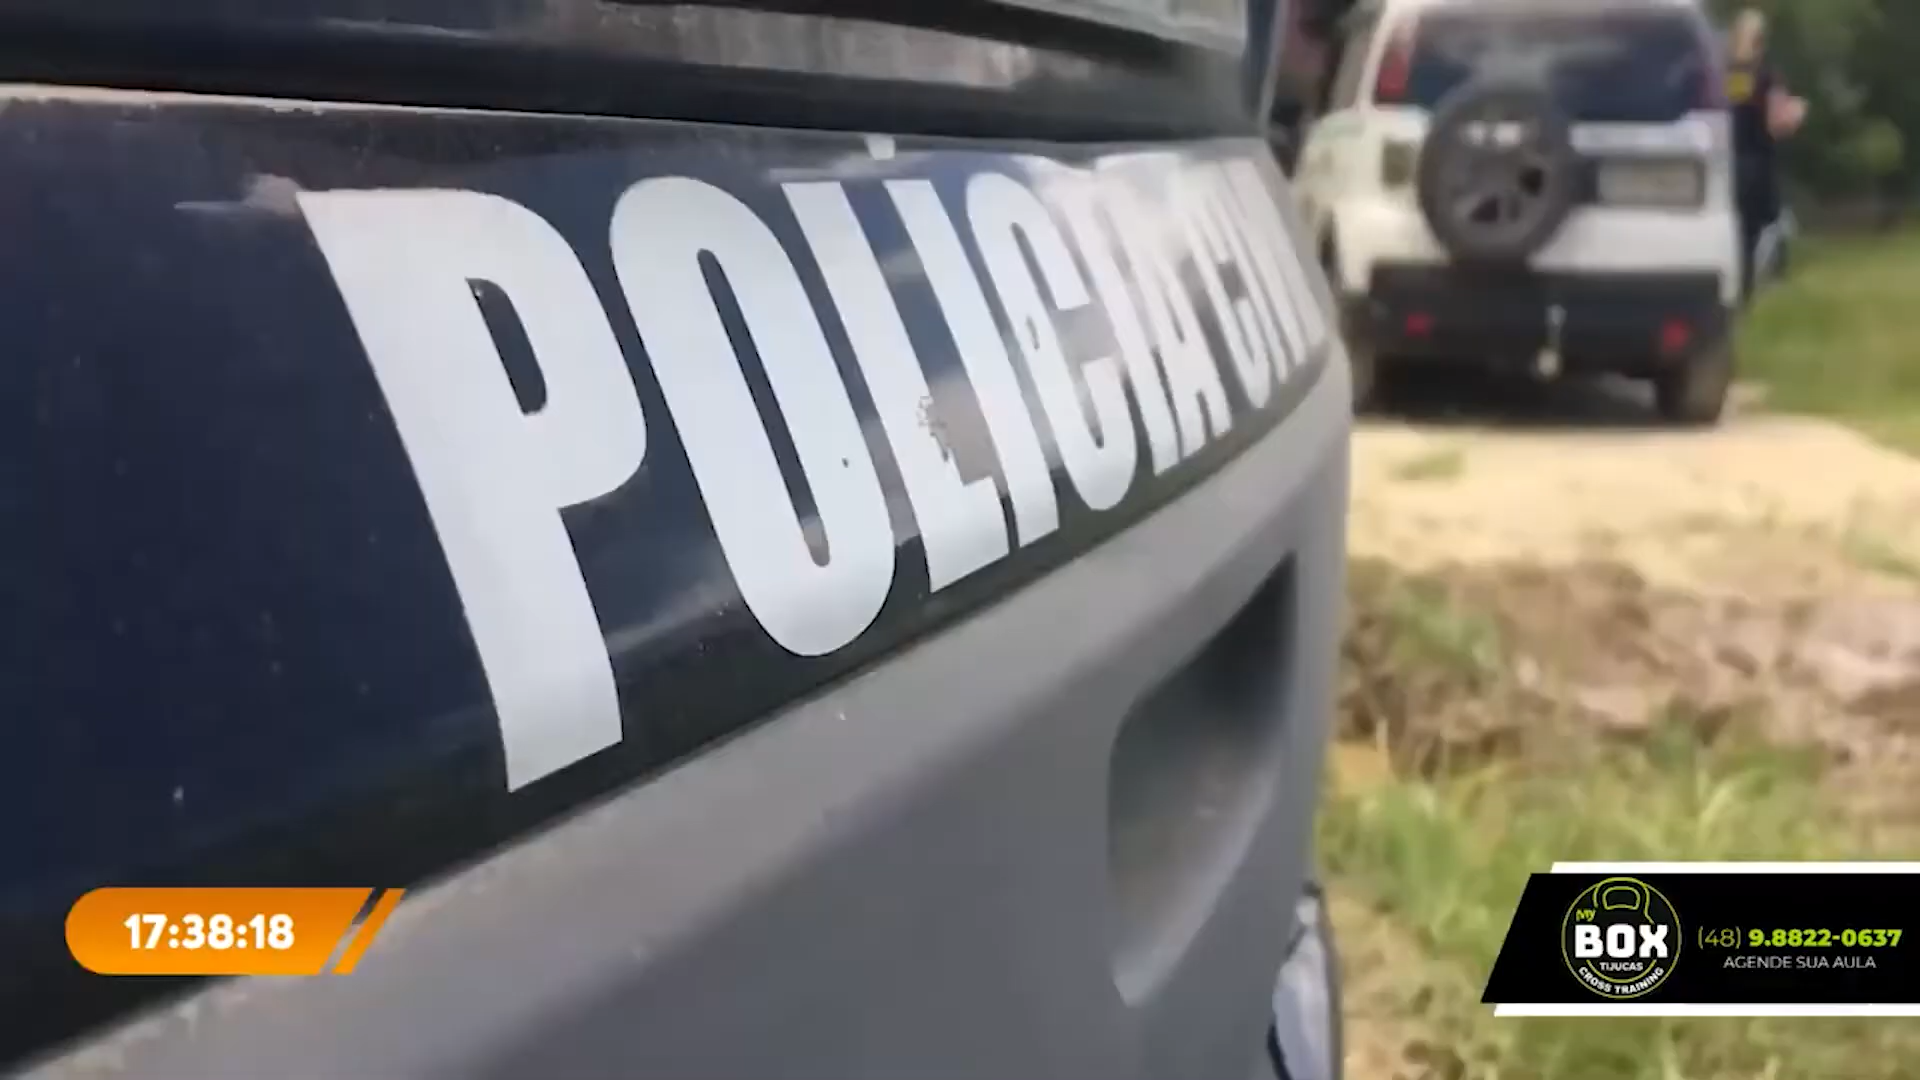 POLICIA CIVIL
17:38:18
My
BOX
TIJUCAS
CROSS TRAINING
(48) 9.8822-0637
AGENDE SUA AULA